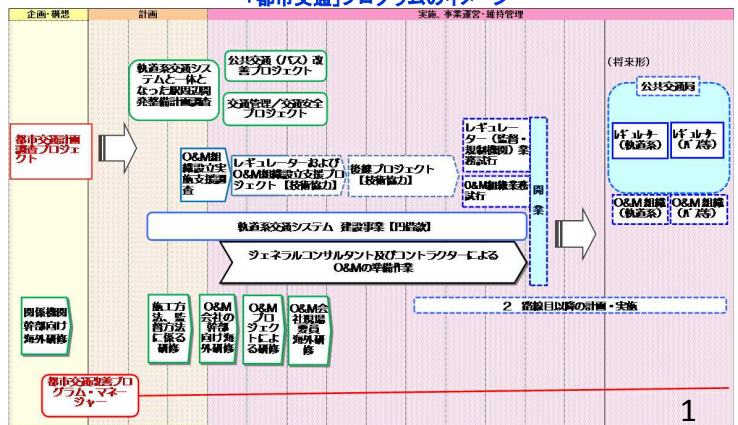 「都市交通」プログラムのイメージ
企画・構想
計画
実施、事業運営・維持管理
軌道系交通シス
テムと一体と
なった駅周辺開
発整備計画調査
公共交通（バス）改
善プロジェクト
交通管理/交通安全
プロジェクト
（将来形）
公共交通局
レギュレーター
（軌道系）
レギュレーター
（バス等）
O&M組織
（軌道系）
O&M組織
（バス等）
都市交通計画
調査プロジェ
クト
O&M組
織設立実
施支援調
査
レギュレーターおよび
O&M組織設立支援プロ
ジェクト【技術協力】
後継プロジェクト
【技術協力】
レギュレー
ター（監督・
規制機関）業
務試行
O&M組織業務
試行
開
業
軌道系交通システム 建設事業【円借款】
ジェネラルコンサルタント及びコントラクターによる
O&Mの準備作業
関係機関
幹部向け
海外研修
施工方
法、監
督方法
に係る
研修
O&M
会社の
幹部
向け海
外研修
O&M
プロ
ジェク
トによ
る研修
O&M会
社現場
要員
海外研
修
2 路線目以降の計画・実施
都市交通改善プロ
グラム・マネー
ジャー
1